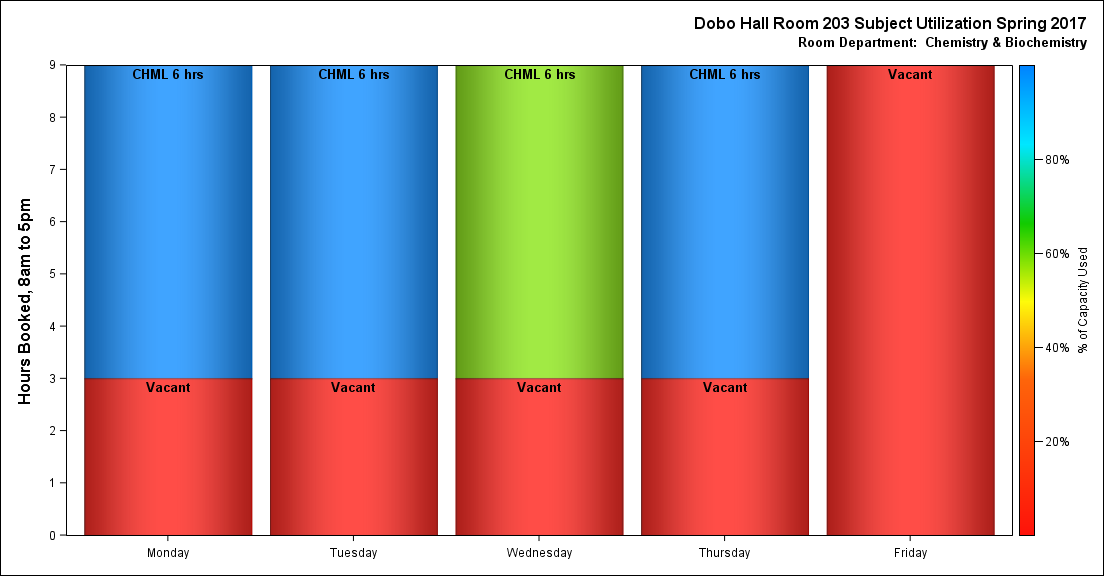 Dobo Hall Room 203 Subject Utilization Spring 2017
Room Department:  Chemistry & Biochemistry
Hours Booked, 8am to 5pm
9
8
7
6
5
4
3
2
1
0
CHML 6 hrs
CHML 6 hrs
CHML 6 hrs
CHML 6 hrs
Vacant
Vacant
Vacant
Vacant
Vacant
Monday
Tuesday
Wednesday
Thursday
Friday
80%
60%
40%
20%
% of Capacity Used